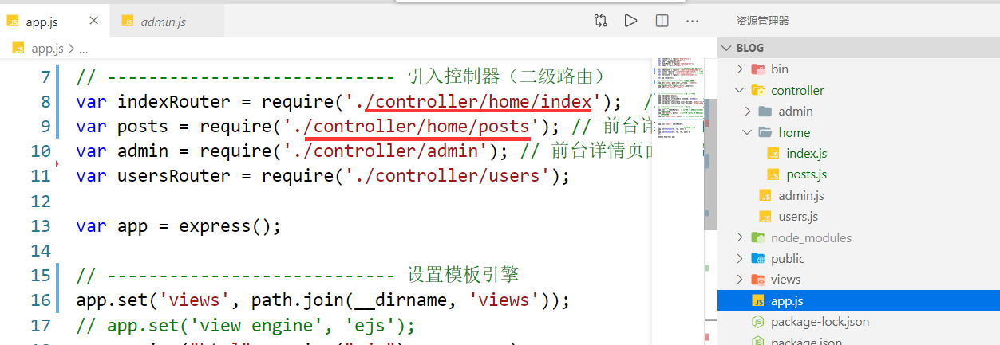 app.js
admin.js
app.js > ...
7 // ---------------------------- 引入控制器（二级路由）
8 var indexRouter = require('./controller/home/index'); //
9 var posts = require('./controller/home/posts'); // 前台详
10 var admin = require('./controller/admin'); // 前台详情页面
11 var usersRouter = require('./controller/users');
12
13 var app = express();
14
15 // ---------------------------- 设置模板引擎
16 app.set('views', path.join(__dirname, 'views'));
17 // app.set('view engine', 'ejs');
资源管理器
BLOG
bin
controller
admin
home
index.js
posts.js
admin.js
users.js
node_modules
public
views
app.js
package-lock.json
package.json